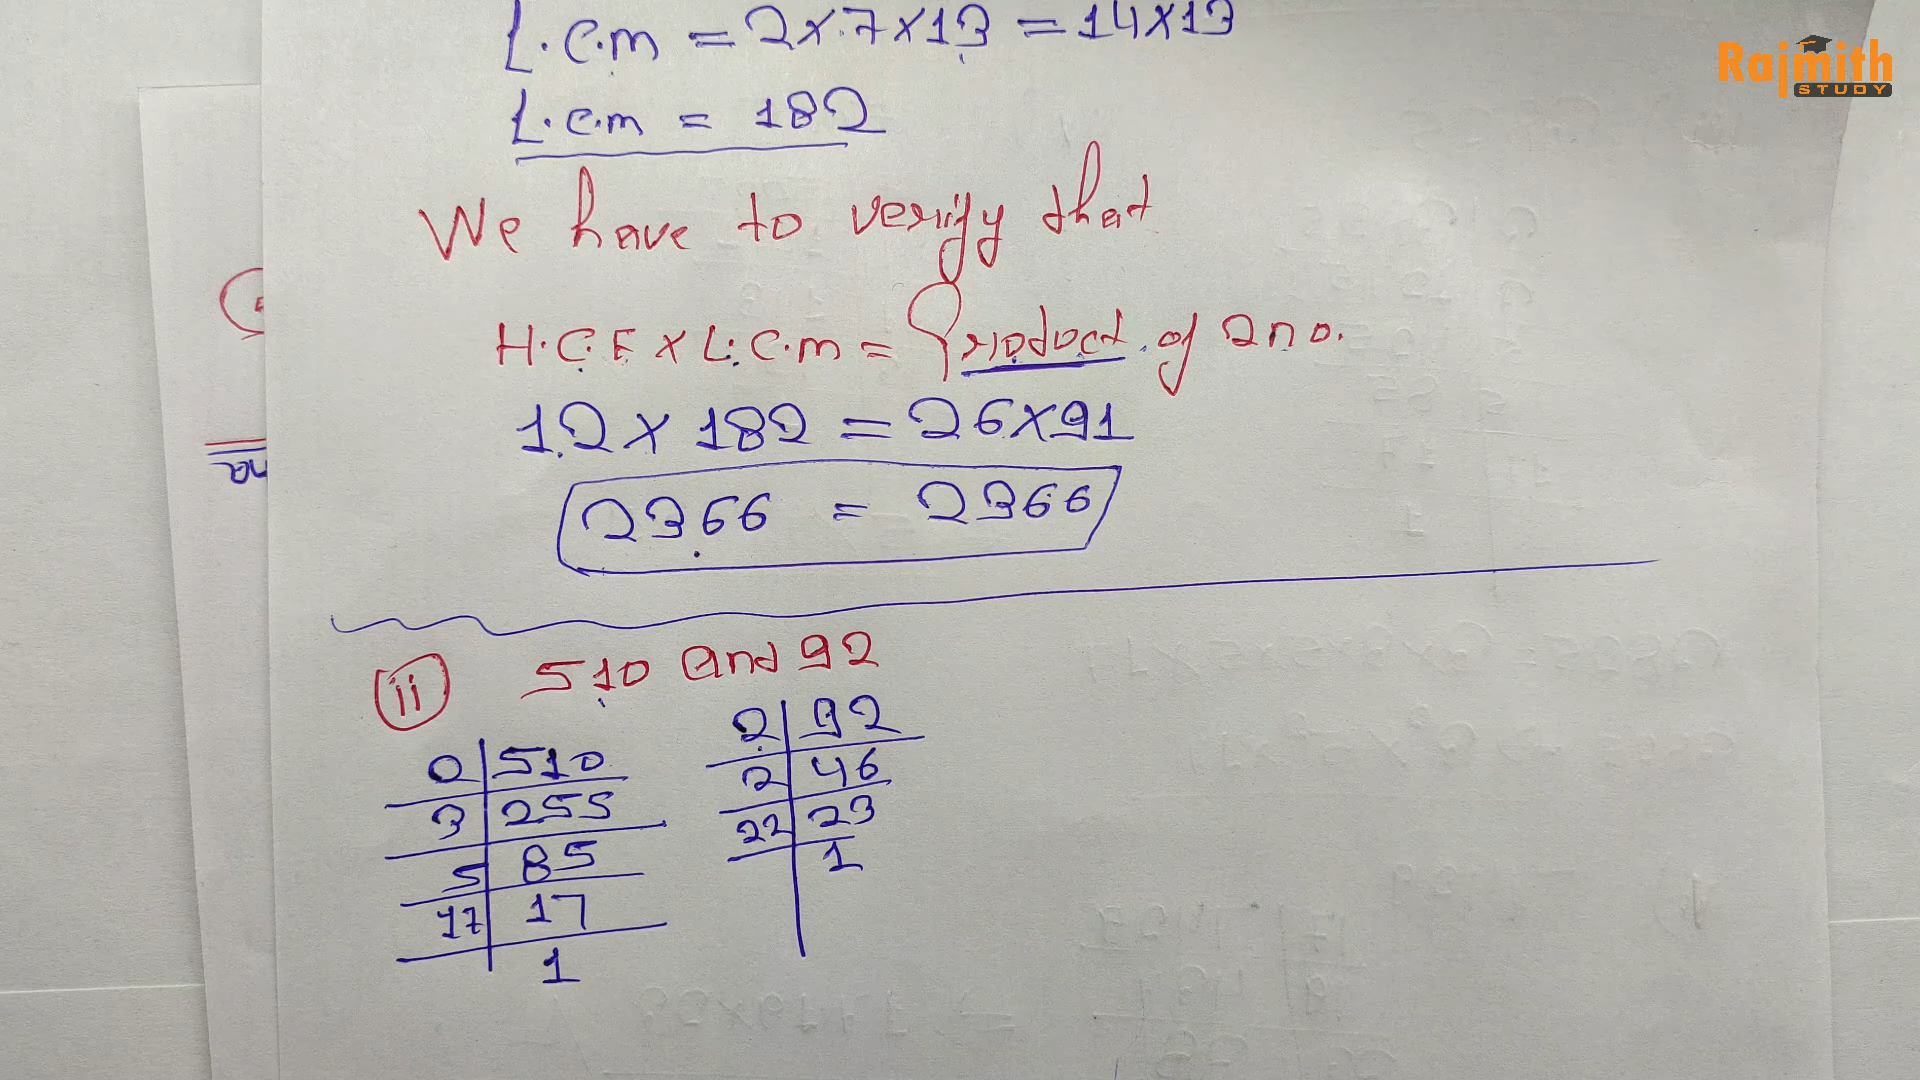 L.C.M = 2×7×13 = 14×13
Rajmith
STUDY
L.C.M = 182
We have to verify that
H.C.F × L.C.M = Product of 2 no.
12 × 182 = 26×91
2366 = 2366
(ii) 510 and 92
2 | 92
2 | 510
2 | 46
3 | 255
22 | 23
5 | 85
1
17 | 17
1